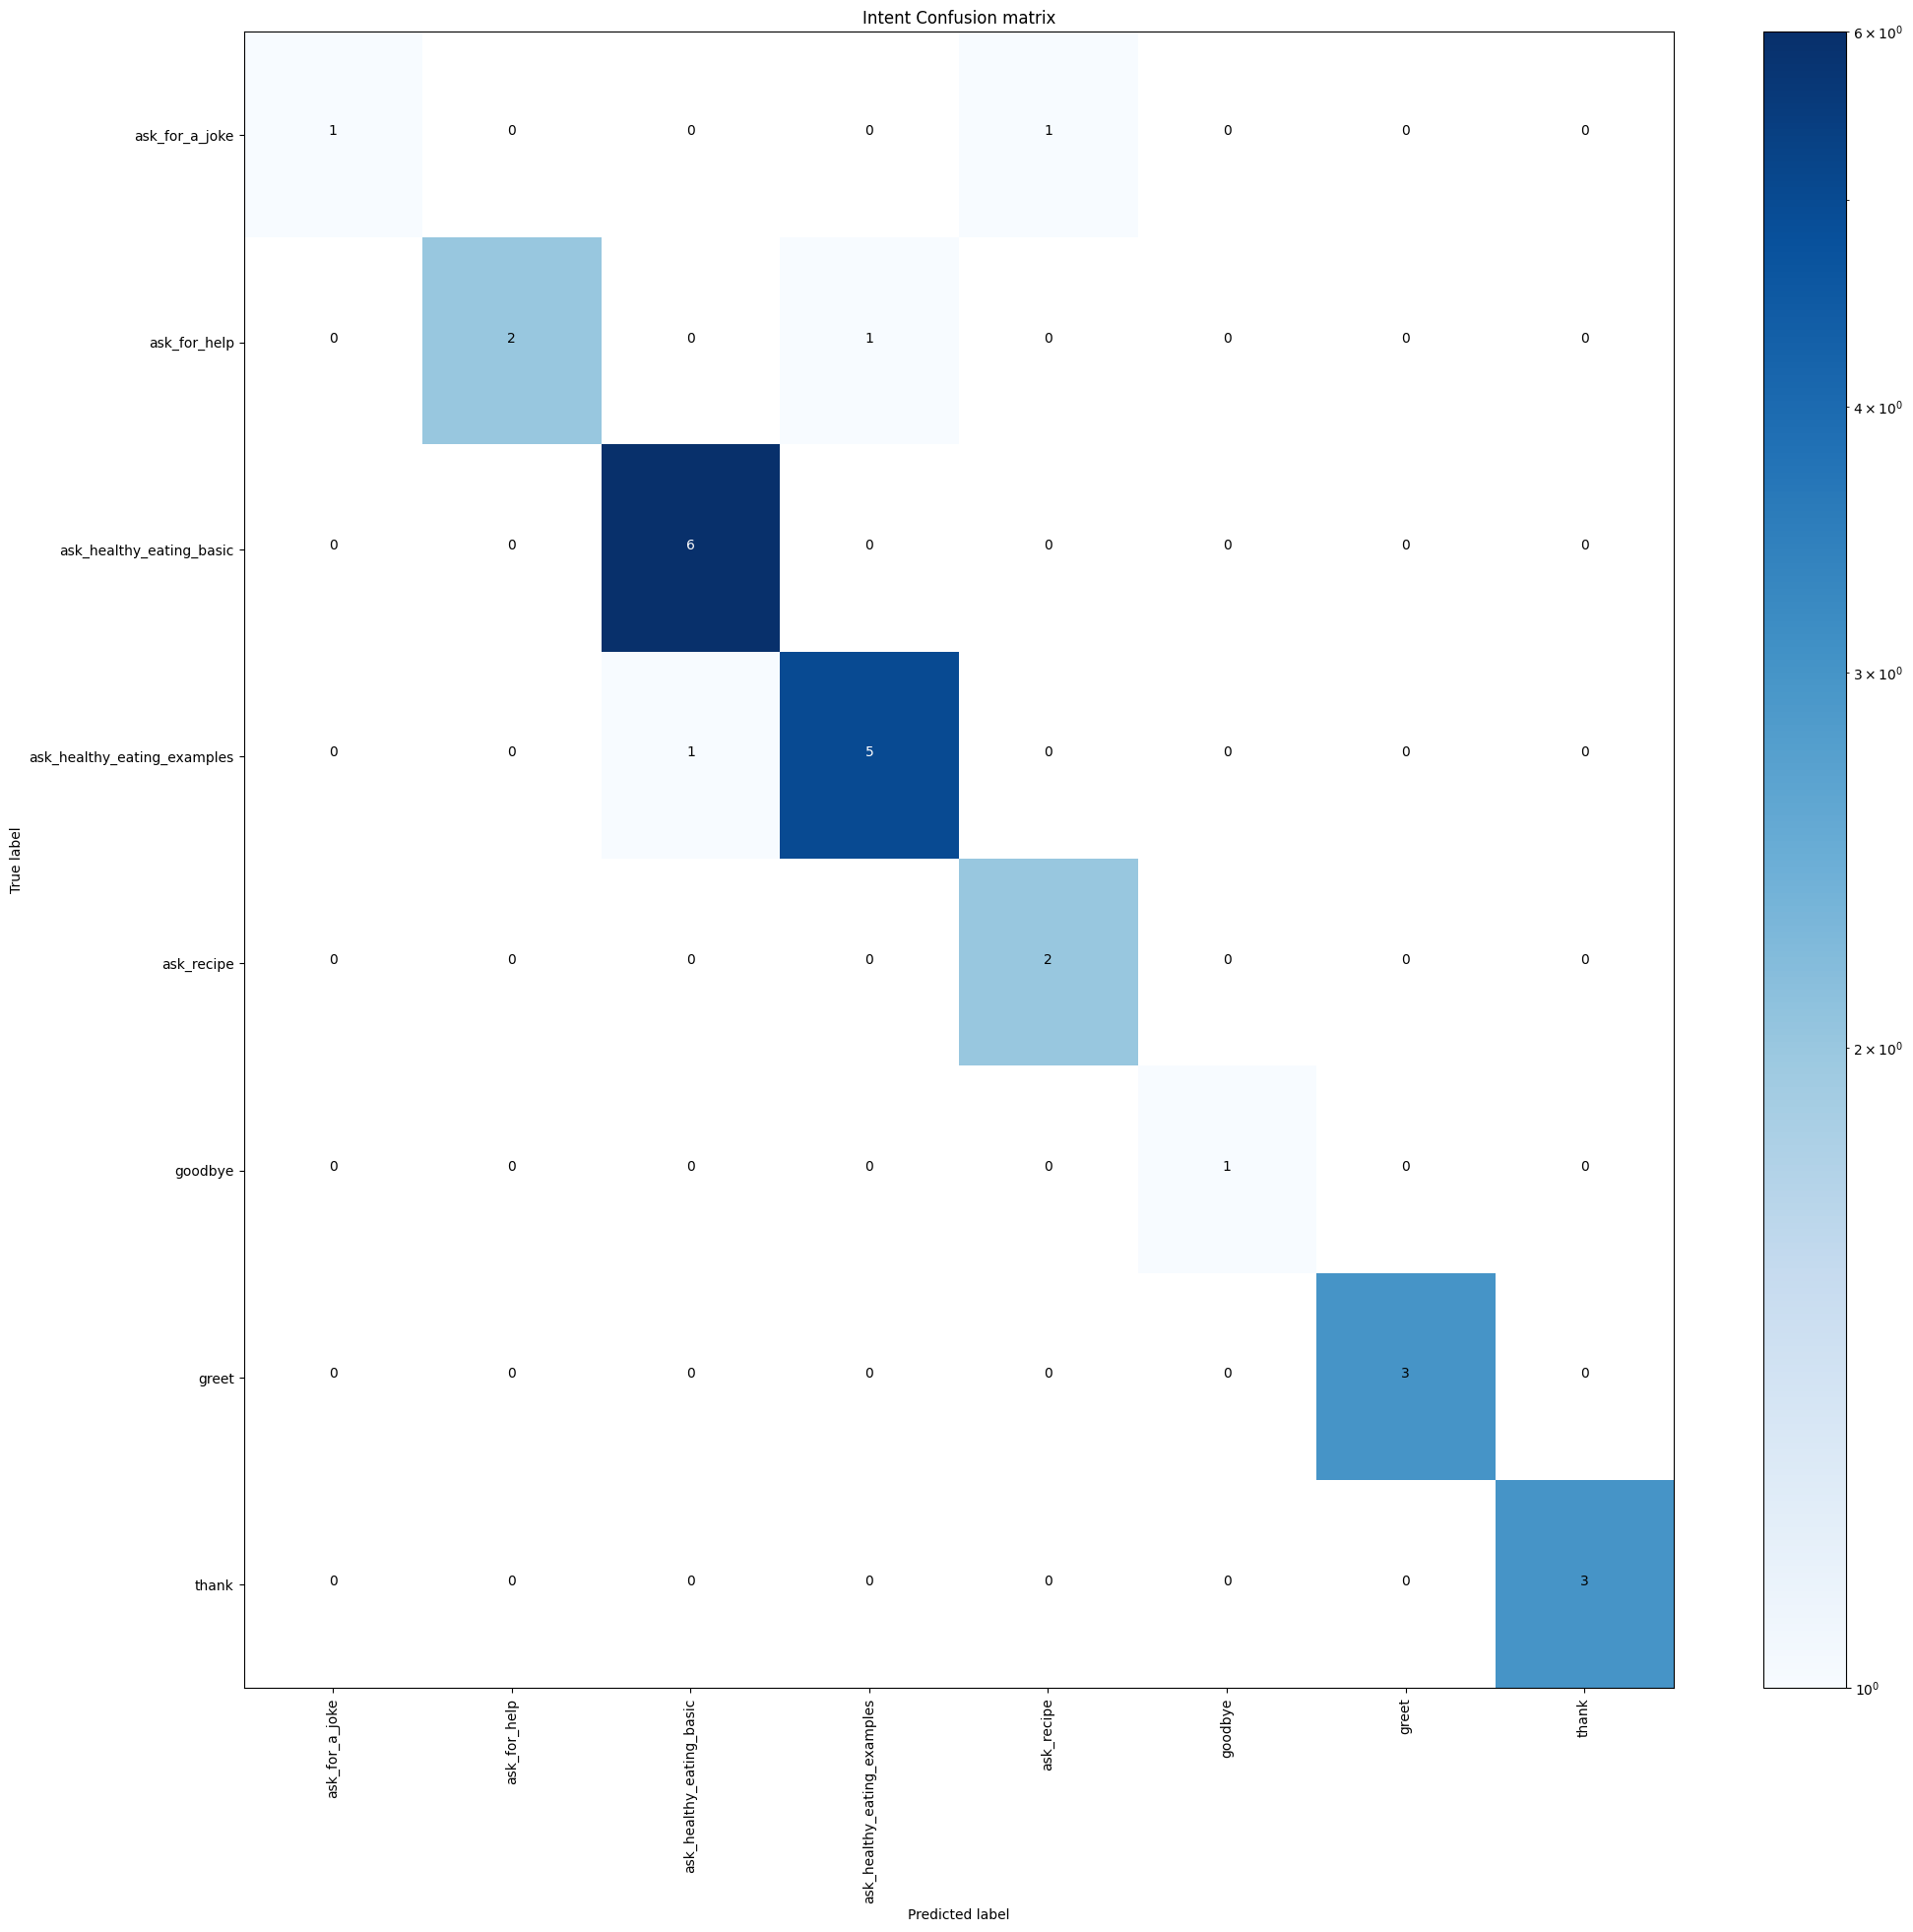 Intent Confusion matrix
ask_for_a_joke 1 0 0 0 1 0 0 0
ask_for_help 0 2 0 1 0 0 0 0
ask_healthy_eating_basic 0 0 6 0 0 0 0 0
ask_healthy_eating_examples 0 0 1 5 0 0 0 0
ask_recipe 0 0 0 0 2 0 0 0
goodbye 0 0 0 0 0 1 0 0
greet 0 0 0 0 0 0 3 0
thank 0 0 0 0 0 0 0 3
True label
ask_for_a_joke
ask_for_help
ask_healthy_eating_basic
ask_healthy_eating_examples
ask_recipe
goodbye
greet
thank
Predicted label
6 × 10⁰
4 × 10⁰
3 × 10⁰
2 × 10⁰
10⁰